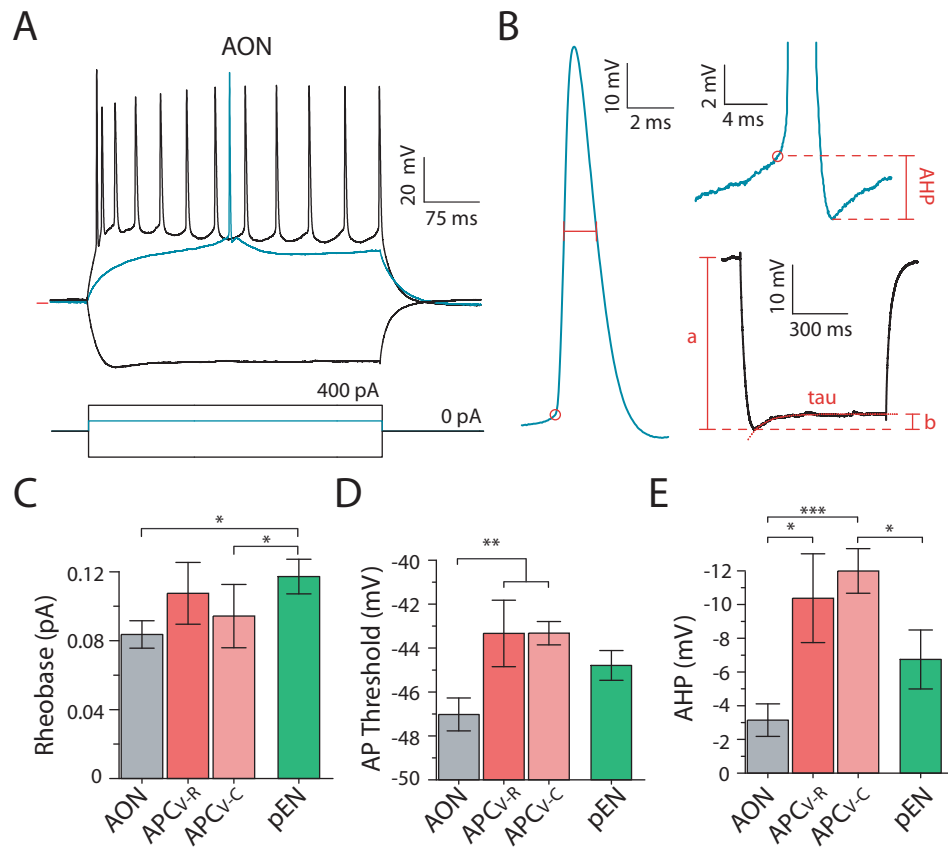 A
AON
20 mV
75 ms
400 pA
0 pA
B
10 mV
2 ms
2 mV
4 ms
AHP
a
10 mV
300 ms
tau
b
C
*
*
Rheobase (pA)
0.12
0.08
0.04
0
AON
APCV-R
APCV-C
pEN
D
**
AP Threshold (mV)
-40
-42
-44
-46
-48
-50
AON
APCV-R
APCV-C
pEN
E
***
*
*
AHP (mV)
-12
-10
-8
-6
-4
-2
0
AON
APCV-R
APCV-C
pEN